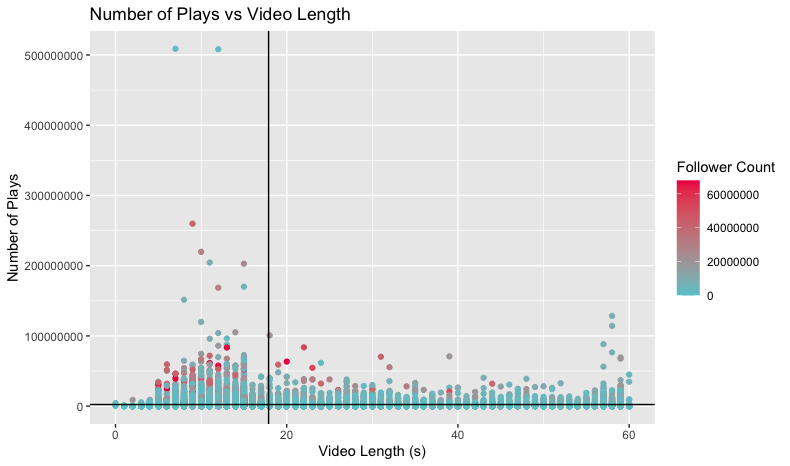 Number of Plays vs Video Length
500000000
400000000
300000000
200000000
100000000
0
Number of Plays
0 20 40 60
Video Length (s)
Follower Count
60000000
40000000
20000000
0